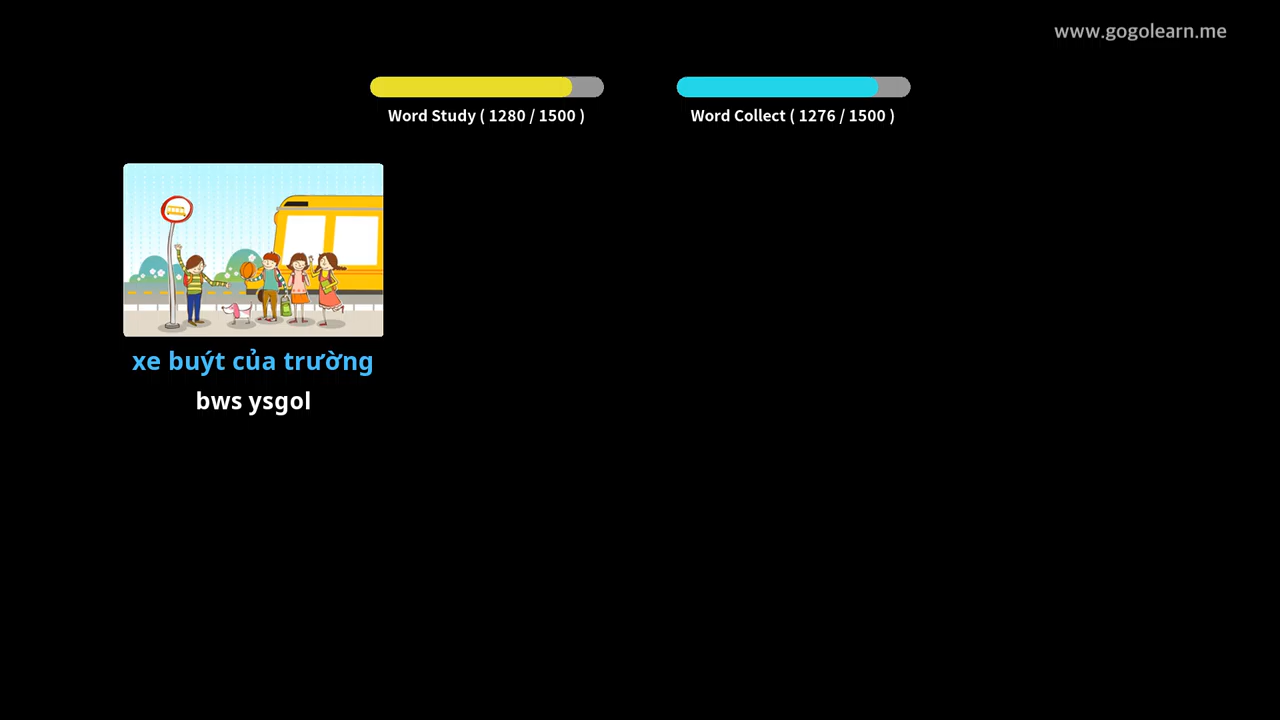 www.gogolearn.me
Word Study ( 1280 / 1500 )
Word Collect ( 1276 / 1500 )
xe buýt của trường
bws ysgol